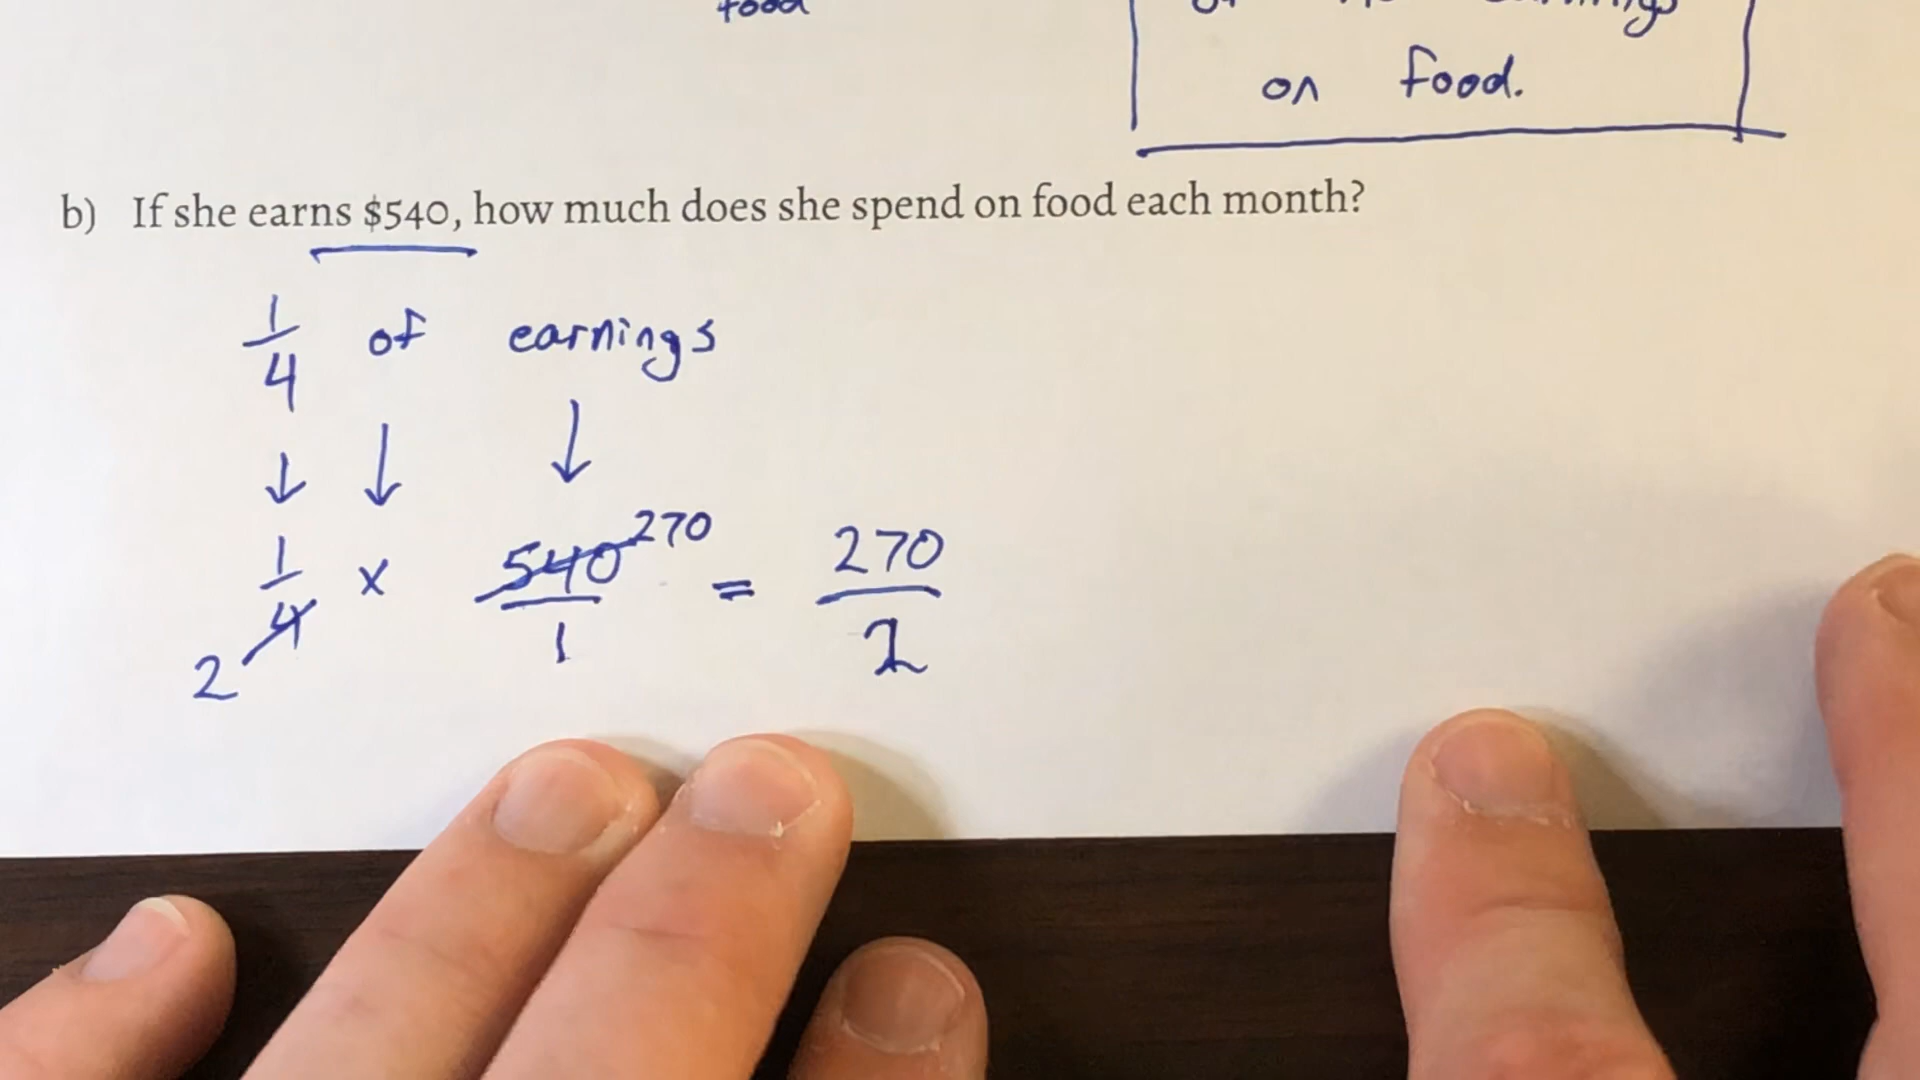 food
on food.
b) If she earns $540, how much does she spend on food each month?
1/4 of earnings
↓ ↓ ↓
270
1/4 x 540/1 = 270/2
2